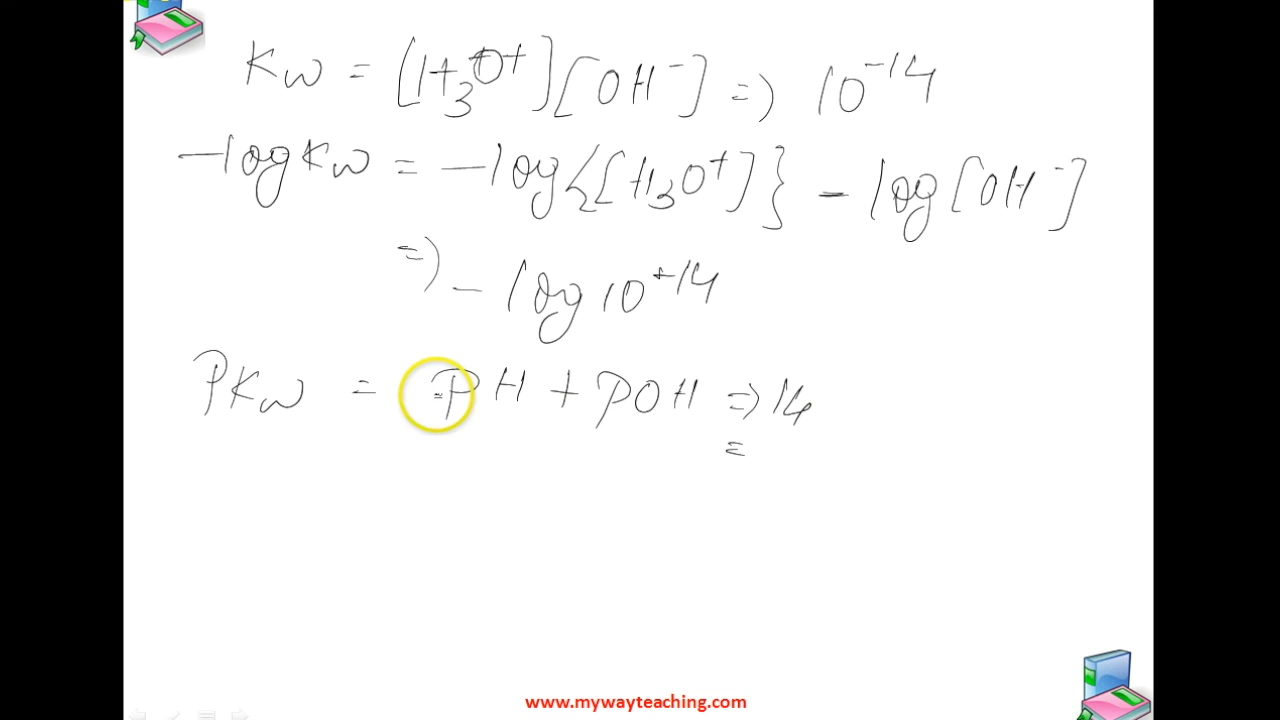 Kw = [H₃O⁺][OH⁻] => 10⁻¹⁴
-log Kw = -log{[H₃O⁺]} - log[OH⁻]
=) -log 10⁺¹⁴
PKw = PH + POH => 14
=
www.mywayteaching.com